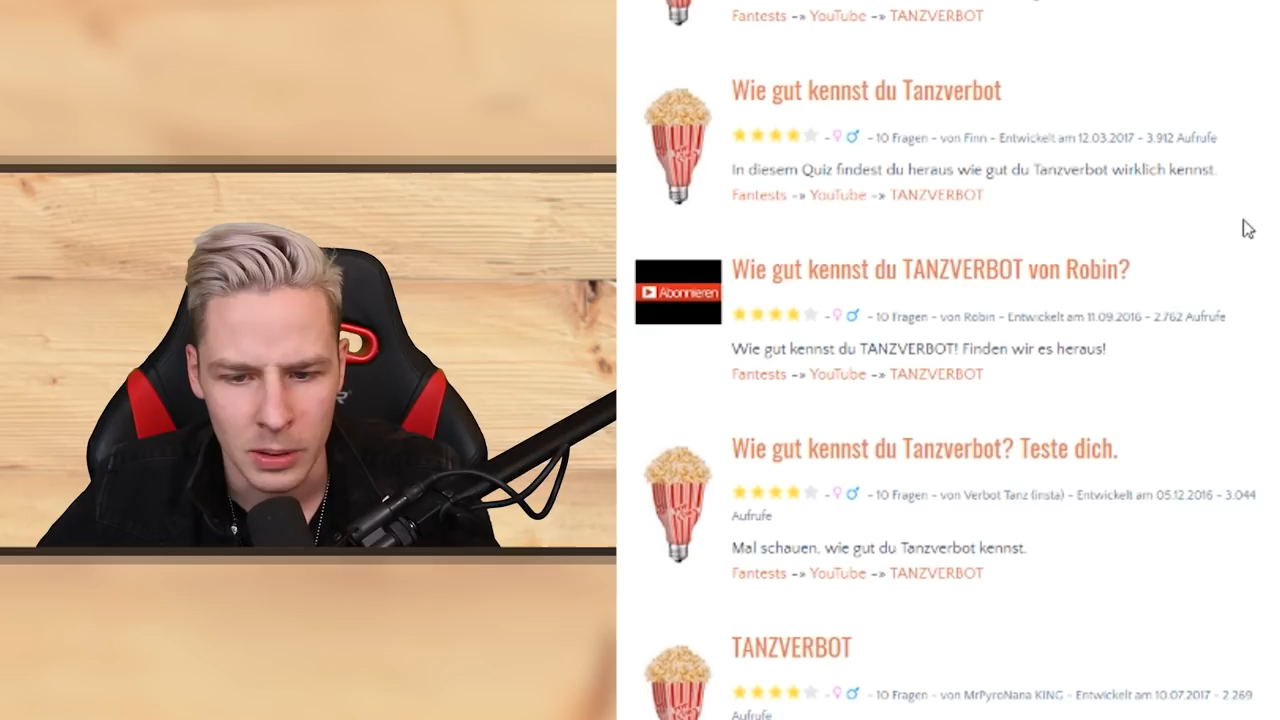 Fantests -» YouTube -» TANZVERBOT
Wie gut kennst du Tanzverbot
- 10 Fragen - von Finn - Entwickelt am 12.03.2017 - 3.912 Aufrufe
In diesem Quiz findest du heraus wie gut du Tanzverbot wirklich kennst.
Fantests -» YouTube -» TANZVERBOT
Abonnieren
Wie gut kennst du TANZVERBOT von Robin?
- 10 Fragen - von Robin - Entwickelt am 11.09.2016 - 2.762 Aufrufe
Wie gut kennst du TANZVERBOT! Finden wir es heraus!
Fantests -» YouTube -» TANZVERBOT
Wie gut kennst du Tanzverbot? Teste dich.
- 10 Fragen - von Verbot Tanz (insta) - Entwickelt am 05.12.2016 - 3.044
Aufrufe
Mal schauen, wie gut du Tanzverbot kennst.
Fantests -» YouTube -» TANZVERBOT
TANZVERBOT
- 10 Fragen - von MrPyroNana KING - Entwickelt am 10.07.2017 - 2.269
Aufrufe